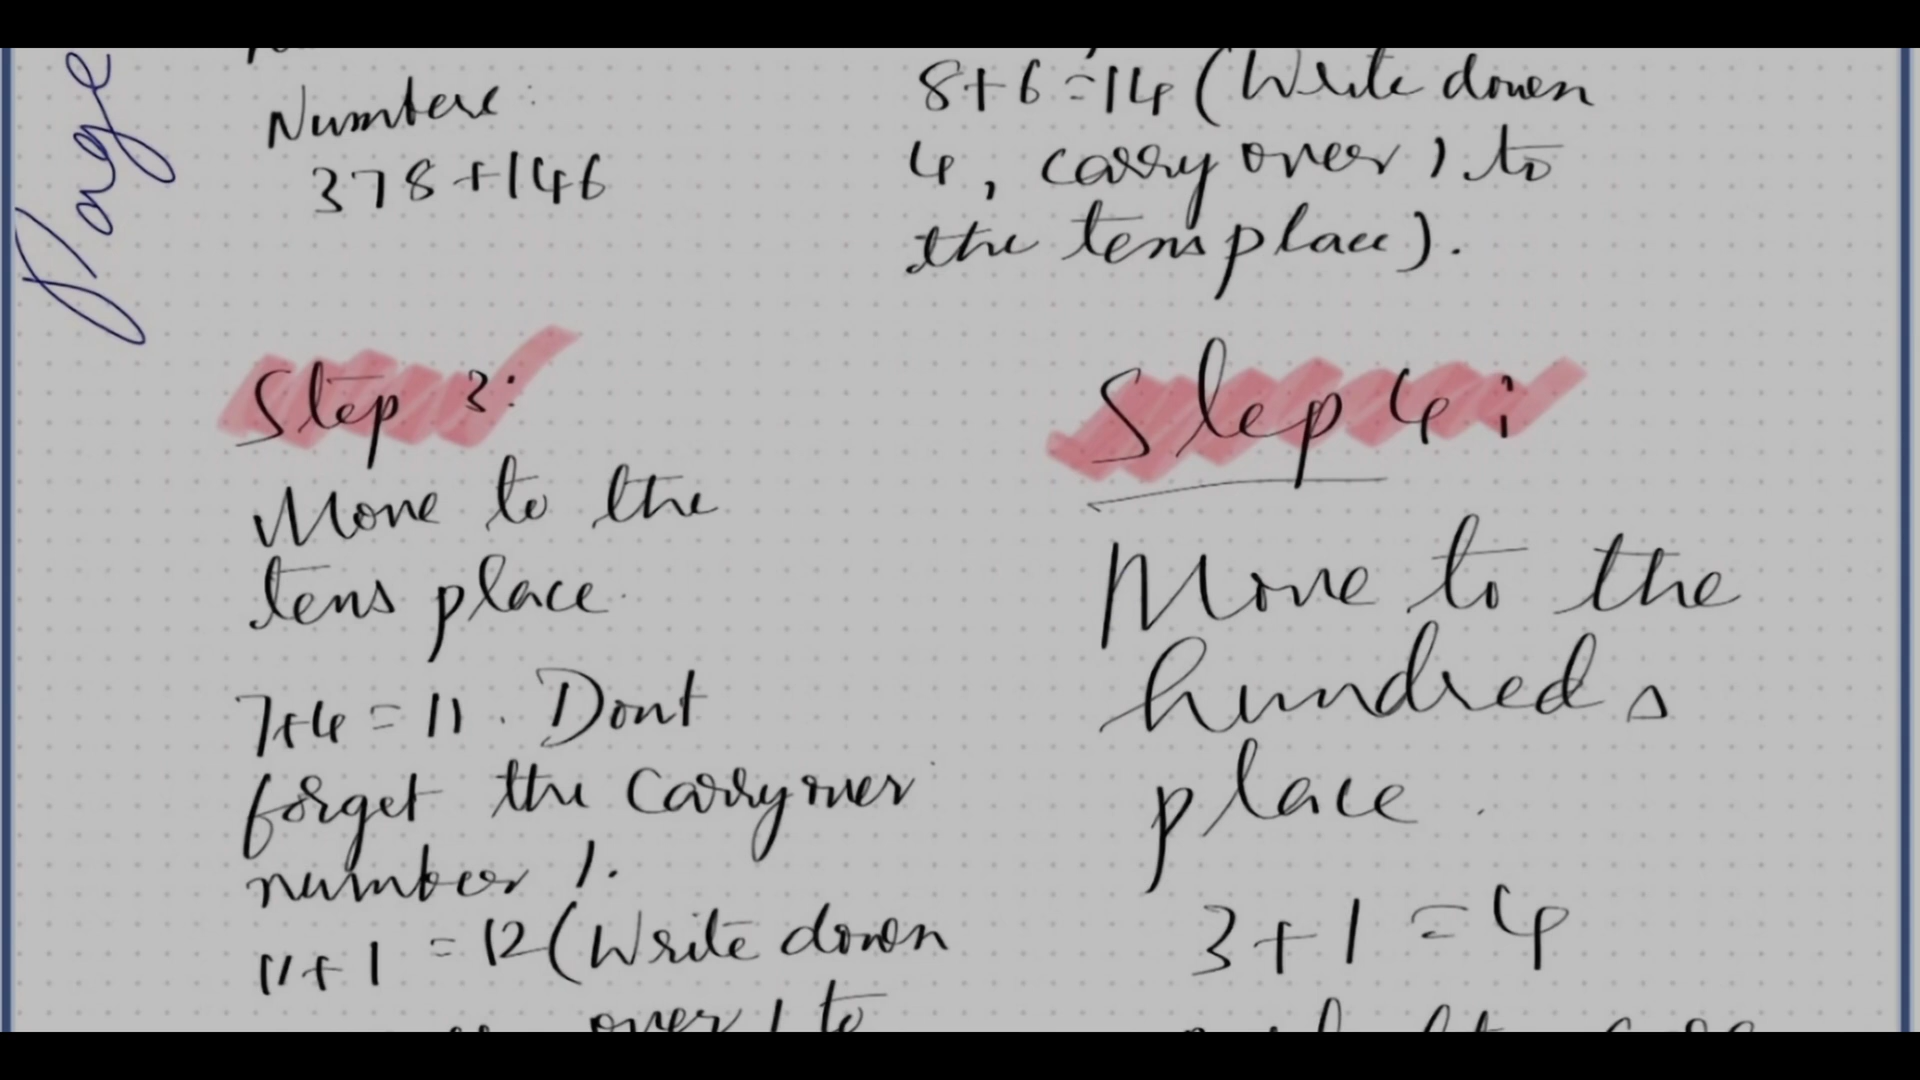 Page
Numbers:
378+146
8+6=14 (Write down
4, carry over 1 to
the tens place).
Step 3:
Move to the
tens place.
7+4=11. Dont
forget the carryover
number 1.
11+1 =12 (Write down
over 1 to
Step 4:
Move to the
hundreds
place.
3+1=4